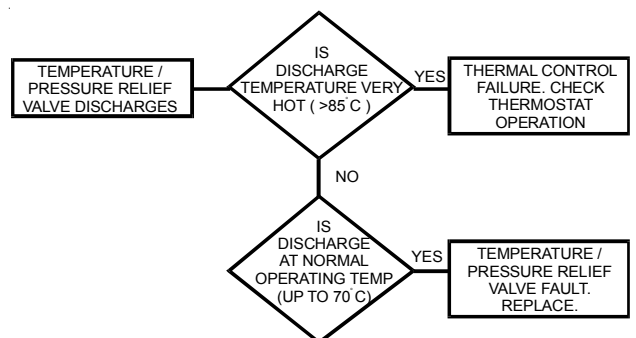 TEMPERATURE /
PRESSURE RELIEF
VALVE DISCHARGES
IS
DISCHARGE
TEMPERATURE VERY
HOT ( >85°C )
YES
THERMAL CONTROL
FAILURE. CHECK
THERMOSTAT
OPERATION
NO
IS
DISCHARGE
AT NORMAL
OPERATING TEMP
(UP TO 70°C)
YES
TEMPERATURE /
PRESSURE RELIEF
VALVE FAULT.
REPLACE.